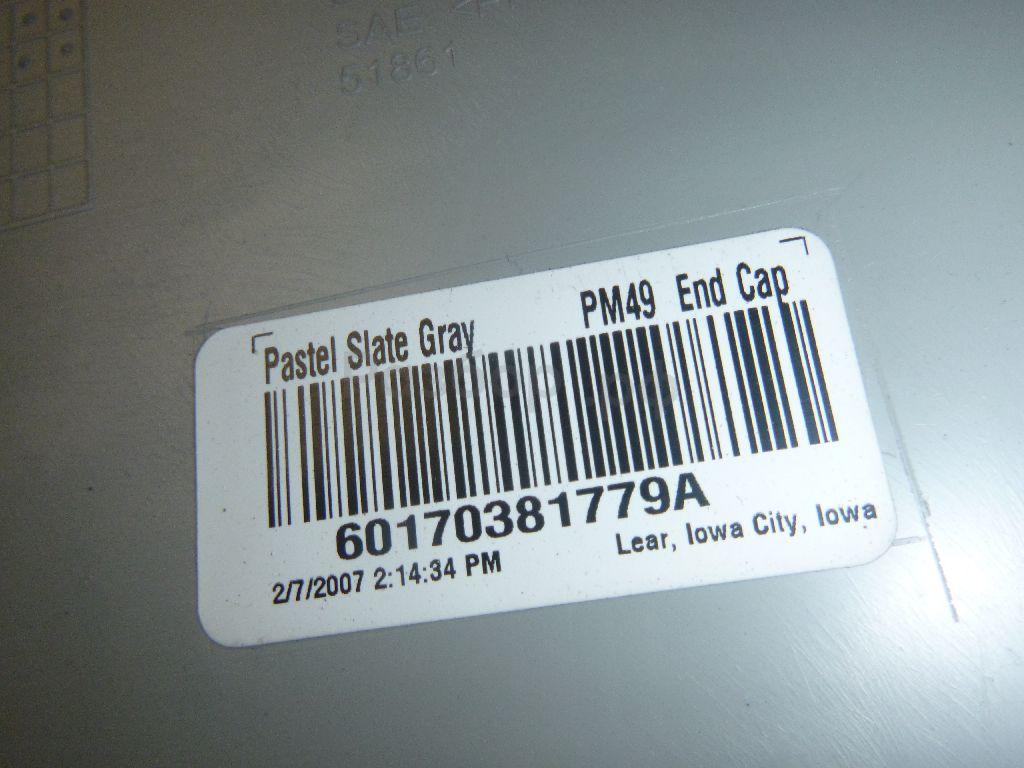 SAE
51861
Pastel Slate Gray PM49 End Cap
60170381779A
2/7/2007 2:14:34 PM Lear, Iowa City, Iowa